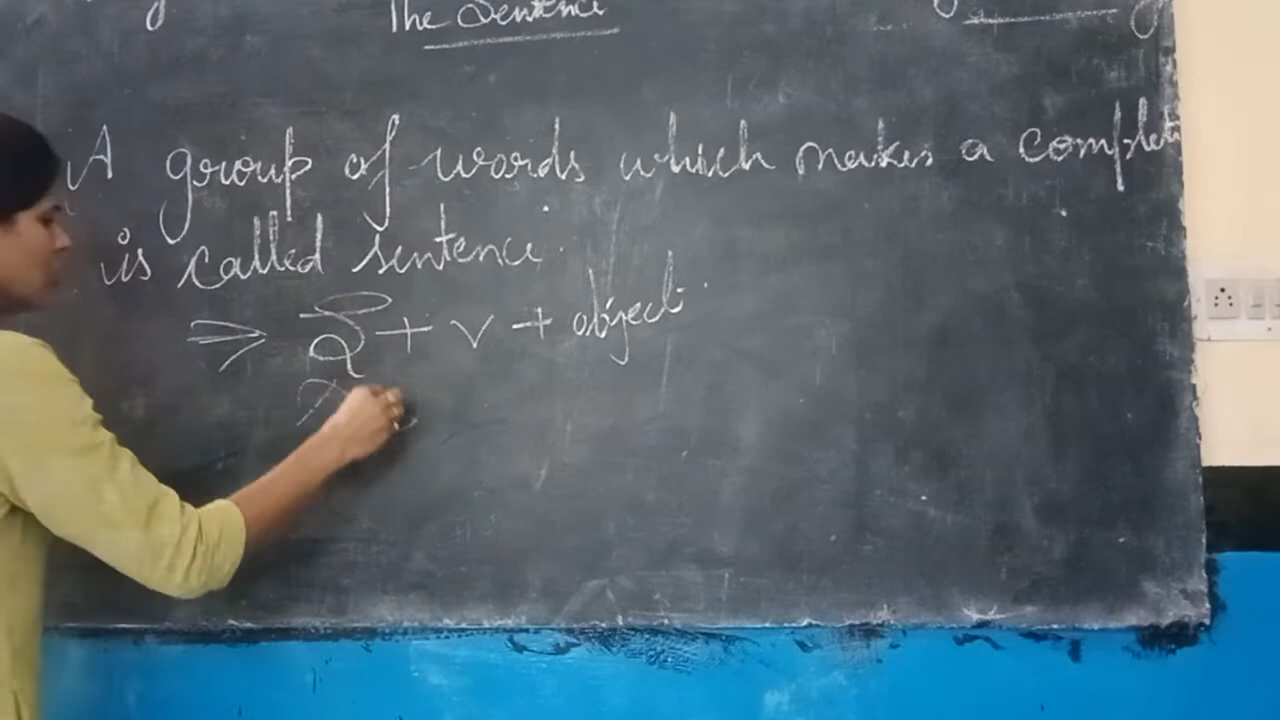 The Sentence
A group of words which makes a complet
is called sentence.
⇒ S + v + object.